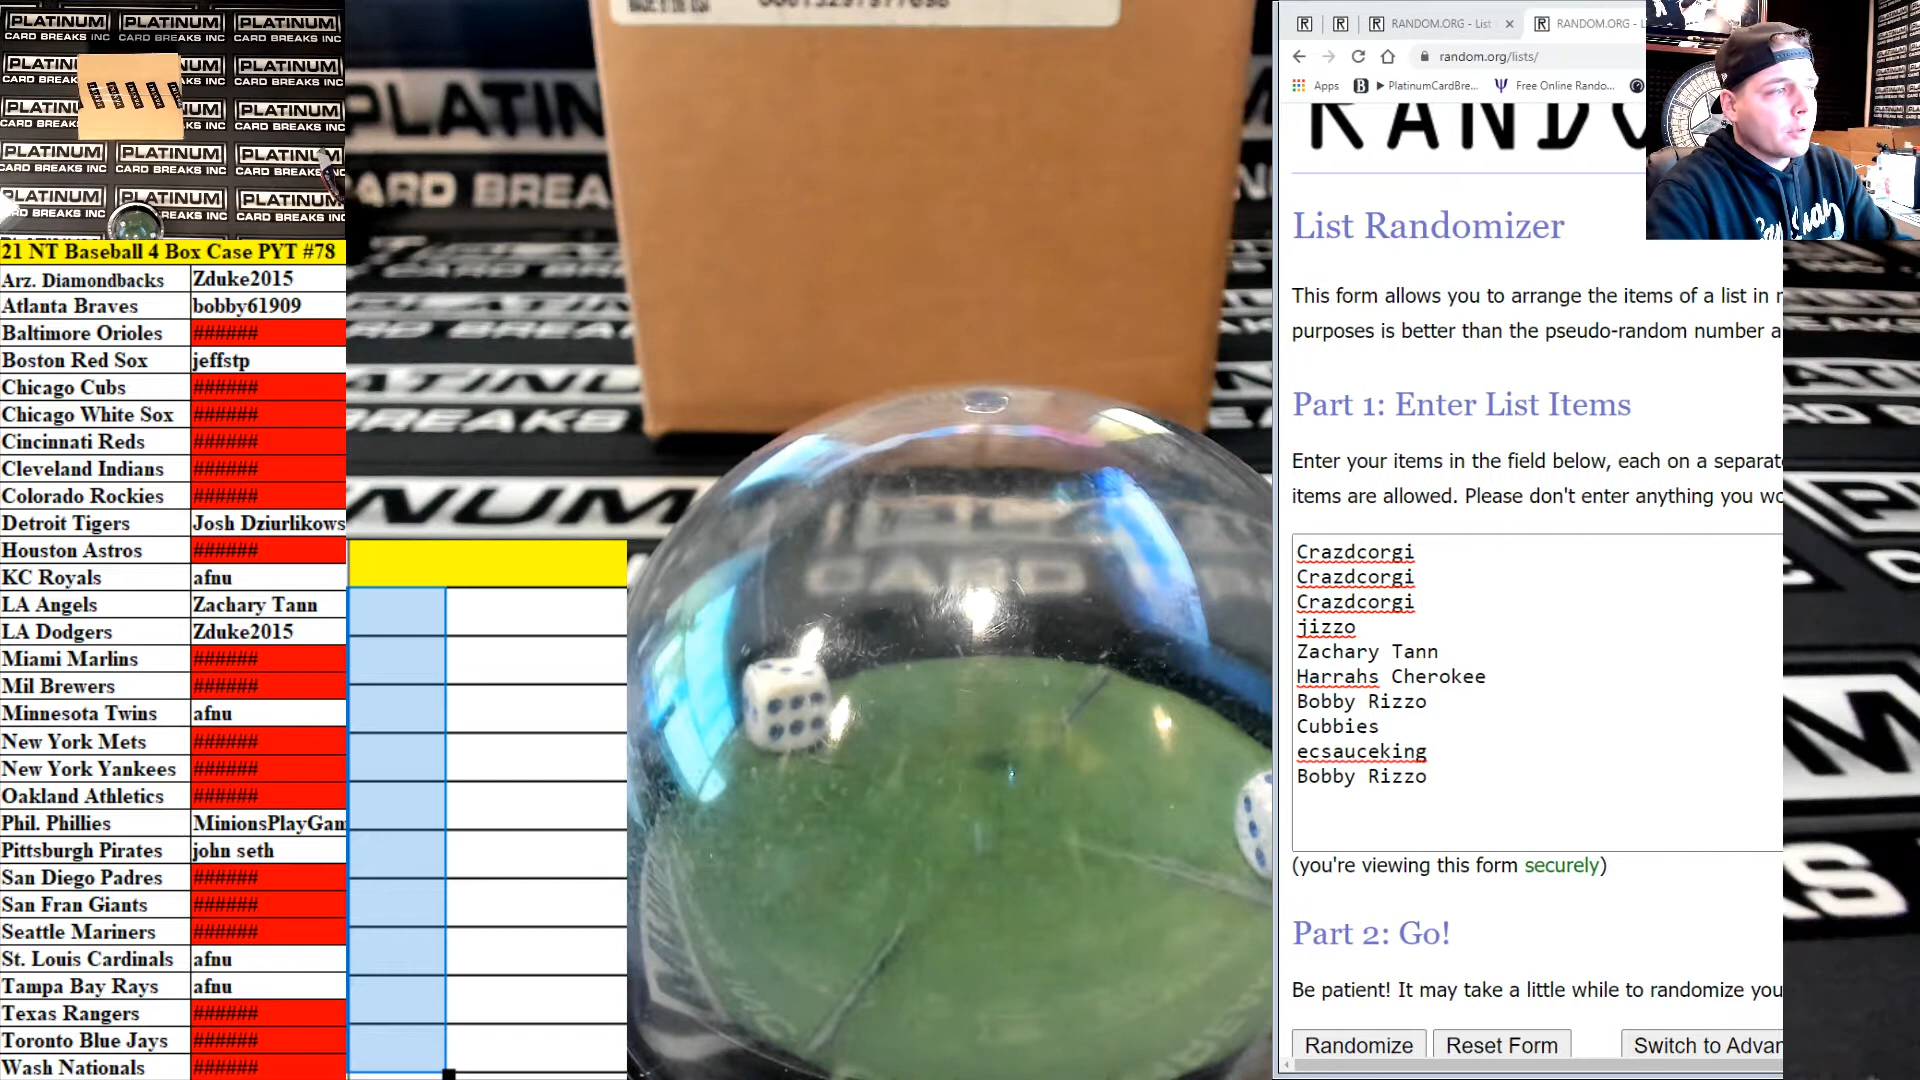 21 NT Baseball 4 Box Case PYT #78
Arz. Diamondbacks Zduke2015
Atlanta Braves bobby61909
Baltimore Orioles ######
Boston Red Sox jeffstp
Chicago Cubs ######
Chicago White Sox ######
Cincinnati Reds ######
Cleveland Indians ######
Colorado Rockies ######
Detroit Tigers Josh Dziurlikows
Houston Astros ######
KC Royals afnu
LA Angels Zachary Tann
LA Dodgers Zduke2015
Miami Marlins ######
Mil Brewers ######
Minnesota Twins afnu
New York Mets ######
New York Yankees ######
Oakland Athletics ######
Phil. Phillies MinionsPlayGam
Pittsburgh Pirates john seth
San Diego Padres ######
San Fran Giants ######
Seattle Mariners ######
St. Louis Cardinals afnu
Tampa Bay Rays afnu
Texas Rangers ######
Toronto Blue Jays ######
Wash Nationals ######
PLATINUM PLATINUM PLATINUM
CARD BREAKS INC CARD BREAKS INC CARD BREAKS INC
RANDOM.ORG - List
RANDOM.ORG - L
random.org/lists/
Apps
PlatinumCardBre...
Free Online Rando...
RANDO
List Randomizer
This form allows you to arrange the items of a list in r
purposes is better than the pseudo-random number a
Part 1: Enter List Items
Enter your items in the field below, each on a separate
items are allowed. Please don't enter anything you wo
Crazdcorgi
Crazdcorgi
Crazdcorgi
jizzo
Zachary Tann
Harrahs Cherokee
Bobby Rizzo
Cubbies
ecsauceking
Bobby Rizzo
(you're viewing this form securely)
Part 2: Go!
Be patient! It may take a little while to randomize you
Randomize
Reset Form
Switch to Advan